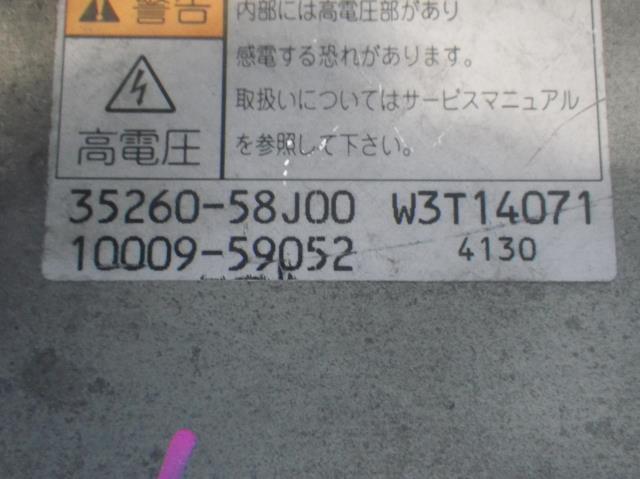 警告
内部には高電圧部があり
感電する恐れがあります。
取扱いについてはサービスマニュアル
を参照して下さい。
高電圧
35260-58J00 W3T14071
10009-59052 4130